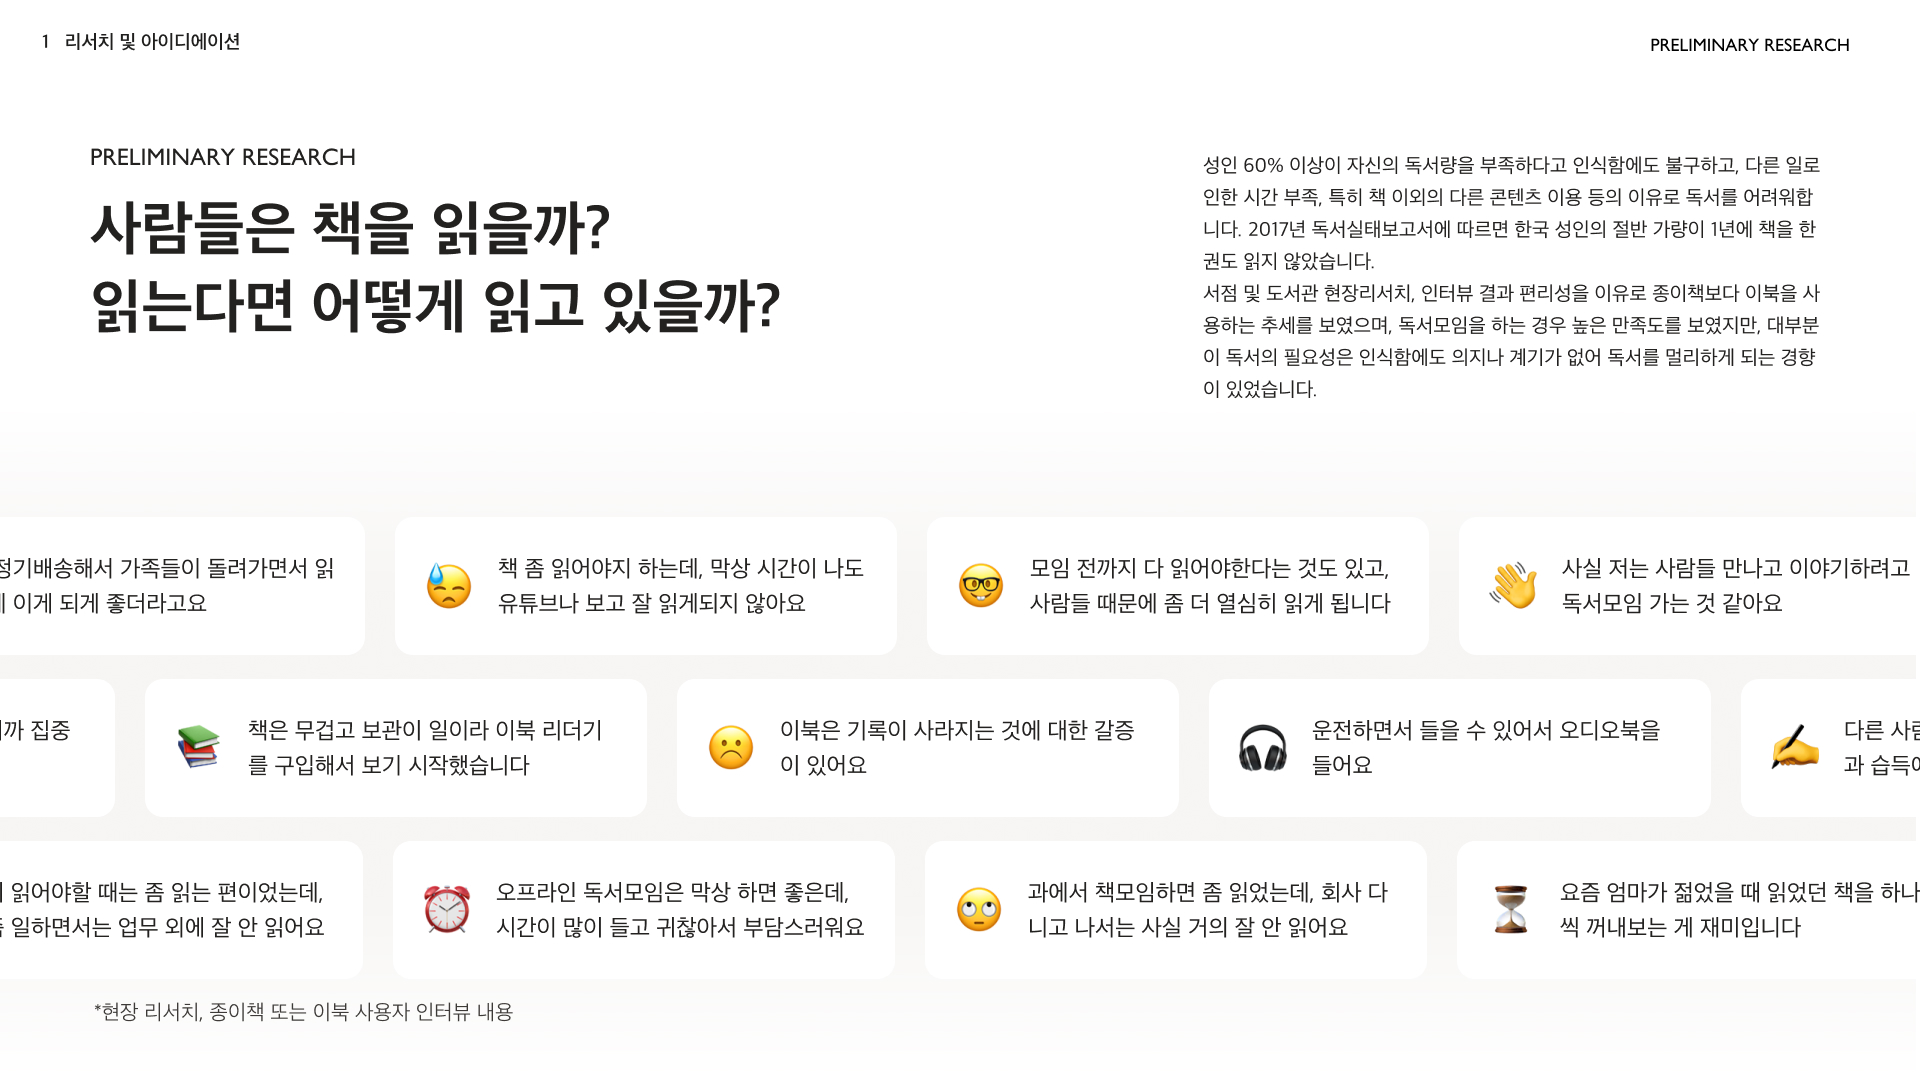 1 리서치 및 아이디에이션
PRELIMINARY RESEARCH
PRELIMINARY RESEARCH
사람들은 책을 읽을까?
읽는다면 어떻게 읽고 있을까?
성인 60% 이상이 자신의 독서량을 부족하다고 인식함에도 불구하고, 다른 일로
인한 시간 부족, 특히 책 이외의 다른 콘텐츠 이용 등의 이유로 독서를 어려워합
니다. 2017년 독서실태보고서에 따르면 한국 성인의 절반 가량이 1년에 책을 한
권도 읽지 않았습니다.
서점 및 도서관 현장리서치, 인터뷰 결과 편리성을 이유로 종이책보다 이북을 사
용하는 추세를 보였으며, 독서모임을 하는 경우 높은 만족도를 보였지만, 대부분
이 독서의 필요성은 인식함에도 의지나 계기가 없어 독서를 멀리하게 되는 경향
이 있었습니다.
정기배송해서 가족들이 돌려가면서 읽
이게 되게 좋더라고요
책 좀 읽어야지 하는데, 막상 시간이 나도
유튜브나 보고 잘 읽게되지 않아요
모임 전까지 다 읽어야한다는 것도 있고,
사람들 때문에 좀 더 열심히 읽게 됩니다
사실 저는 사람들 만나고 이야기하려고
독서모임 가는 것 같아요
까 집중
책은 무겁고 보관이 일이라 이북 리더기
를 구입해서 보기 시작했습니다
이북은 기록이 사라지는 것에 대한 갈증
이 있어요
운전하면서 들을 수 있어서 오디오북을
들어요
다른 사람
과 습득
읽어야할 때는 좀 읽는 편이었는데,
일하면서는 업무 외에 잘 안 읽어요
오프라인 독서모임은 막상 하면 좋은데,
시간이 많이 들고 귀찮아서 부담스러워요
과에서 책모임하면 좀 읽었는데, 회사 다
니고 나서는 사실 거의 잘 안 읽어요
요즘 엄마가 젊었을 때 읽었던 책을 하나
씩 꺼내보는 게 재미입니다
*현장 리서치, 종이책 또는 이북 사용자 인터뷰 내용